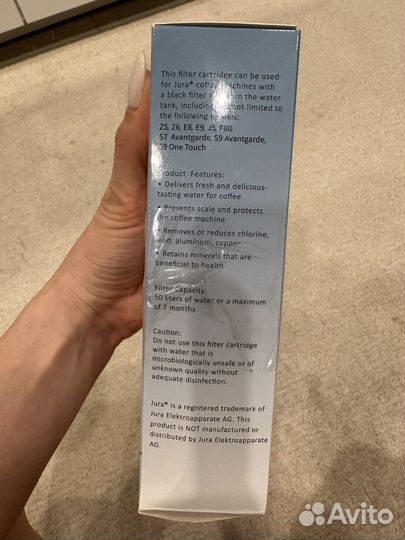 This filter cartridge can be used
for Jura® coffee machines with
a black filter in the water
tank, including but not limited to
the following models:
Z5, Z6, E8, E9, J5, F60,
S7 Avantgarde, S9 Avantgarde,
S9 One Touch
Product Features:
• Delivers fresh and delicious-
tasting water for coffee
• Prevents scale and protects
the coffee machine
• Removes or reduces chlorine,
lead, aluminum, copper
• Retains minerals that are
beneficial to health
Filter Capacity:
50 liters of water or a maximum
of 2 months
Caution:
Do not use this filter cartridge
with water that is
microbiologically unsafe or of
unknown quality without
adequate disinfection.
Jura® is a registered trademark of
Jura Elektroapparate AG. This
product is NOT manufactured or
distributed by Jura Elektroapparate
AG.
Avito